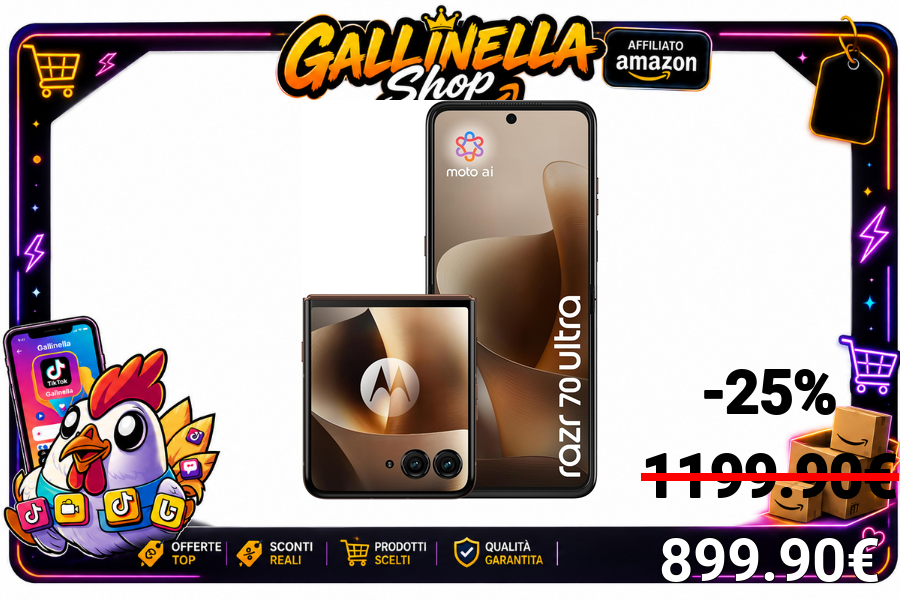 GALLINELLA
Shop
AFFILIATO
amazon
moto ai
razr 70 ultra
Gallinella
TikTok
Gallinella
-25%
1199.90€
899.90€
OFFERTE
TOP
SCONTI
REALI
PRODOTTI
SCELTI
QUALITÀ
GARANTITA